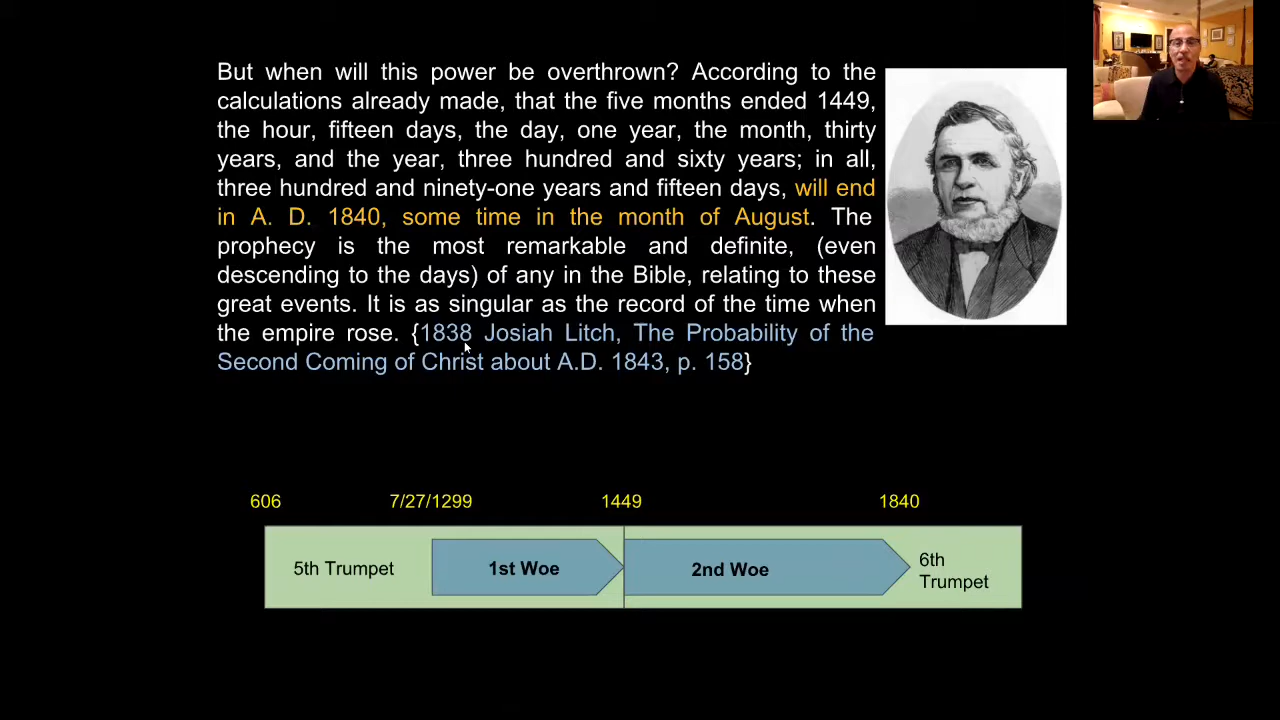 But when will this power be overthrown? According to the
calculations already made, that the five months ended 1449,
the hour, fifteen days, the day, one year, the month, thirty
years, and the year, three hundred and sixty years; in all,
three hundred and ninety-one years and fifteen days, will end
in A. D. 1840, some time in the month of August. The
prophecy is the most remarkable and definite, (even
descending to the days) of any in the Bible, relating to these
great events. It is as singular as the record of the time when
the empire rose. {1838 Josiah Litch, The Probability of the
Second Coming of Christ about A.D. 1843, p. 158}
606 7/27/1299 1449 1840
5th Trumpet 1st Woe 2nd Woe 6th
Trumpet